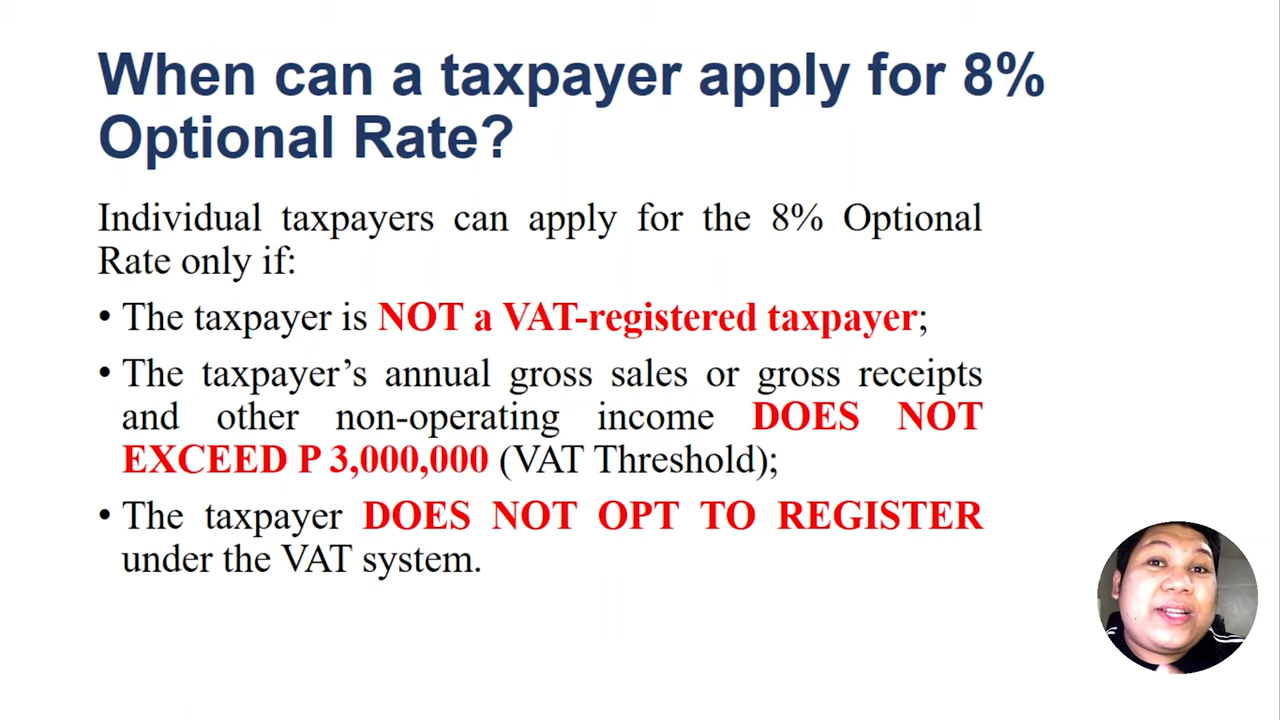 When can a taxpayer apply for 8%
Optional Rate?
Individual taxpayers can apply for the 8% Optional
Rate only if:
• The taxpayer is NOT a VAT-registered taxpayer;
• The taxpayer’s annual gross sales or gross receipts
and other non-operating income DOES NOT
EXCEED P 3,000,000 (VAT Threshold);
• The taxpayer DOES NOT OPT TO REGISTER
under the VAT system.